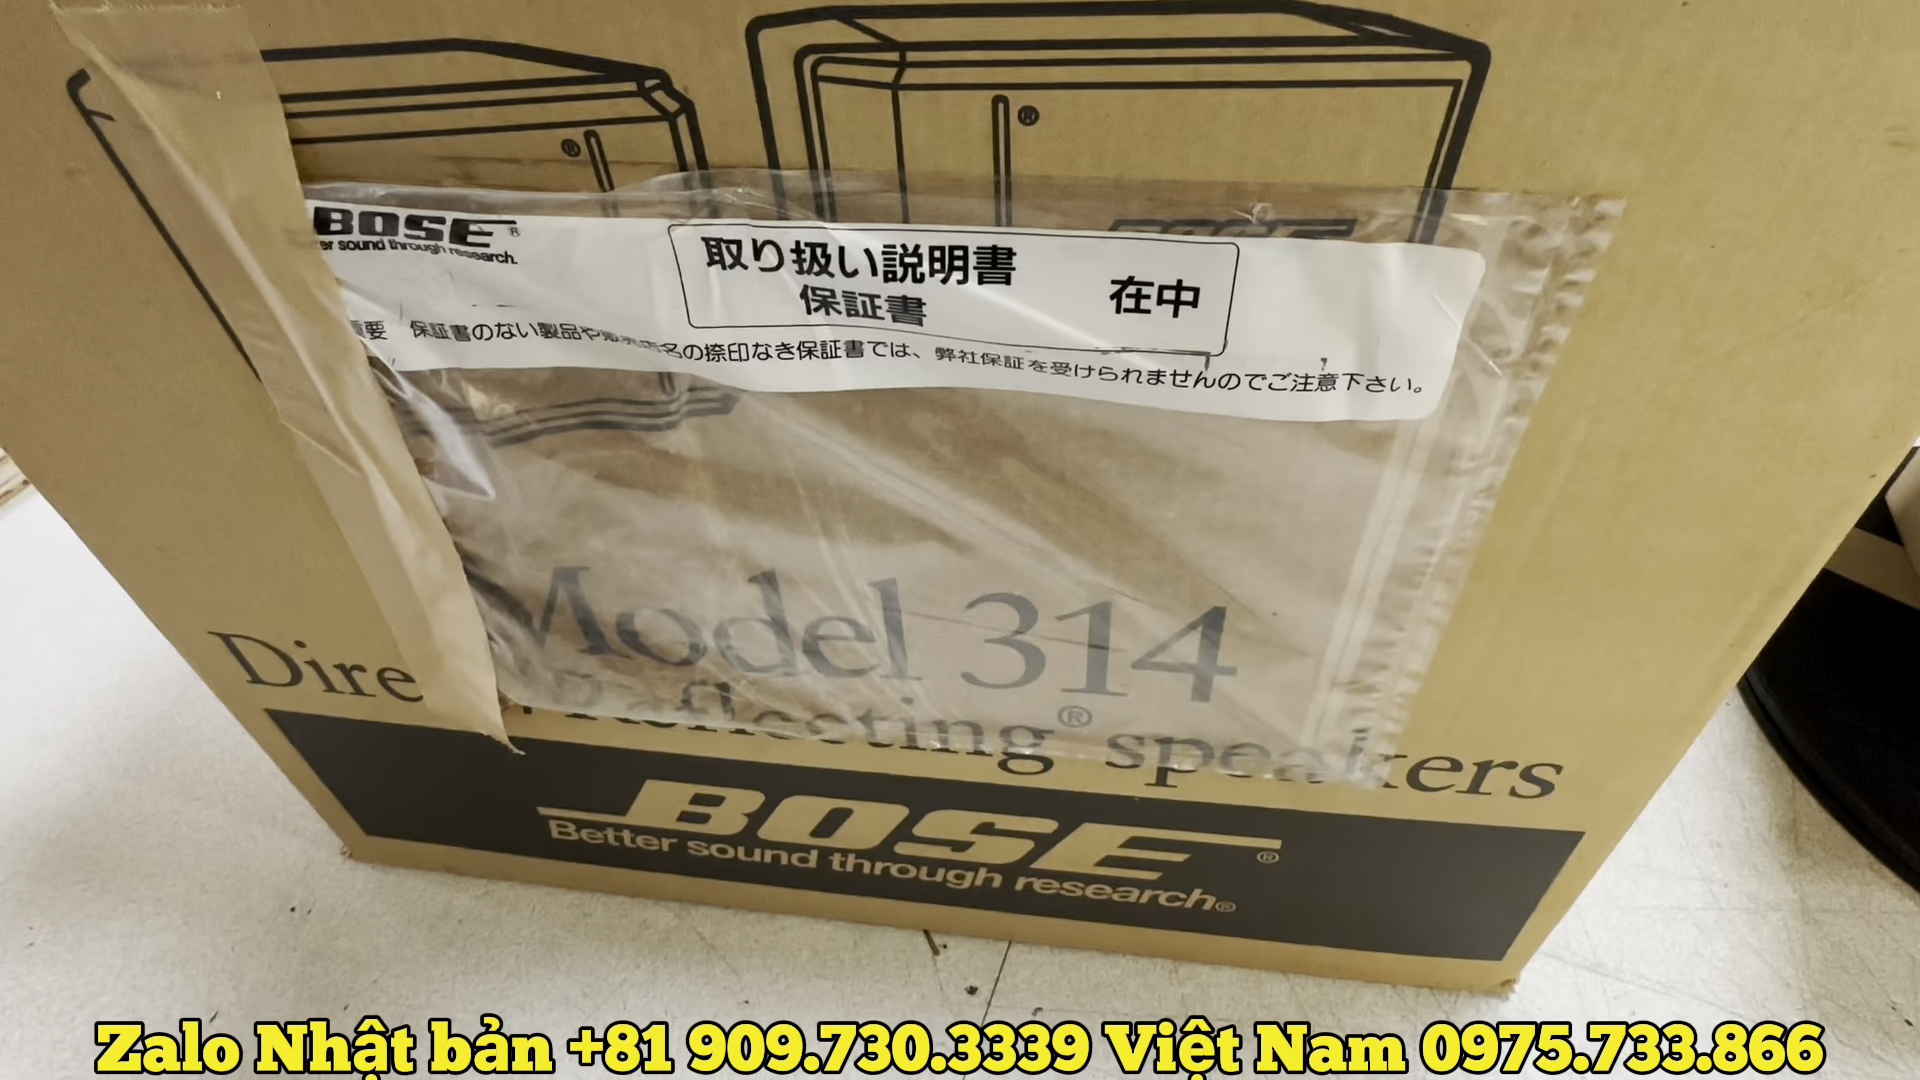 BOSE®
er sound through research.
取り扱い説明書
保証書
在中
重要 保証書のない製品や販売店名の捺印なき保証書では、弊社保証を受けられませんのでご注意下さい。
Model 314
Direct/Reflecting® speakers
BOSE®
Better sound through research®
Zalo Nhật bản +81 909.730.3339 Việt Nam 0975.733.866